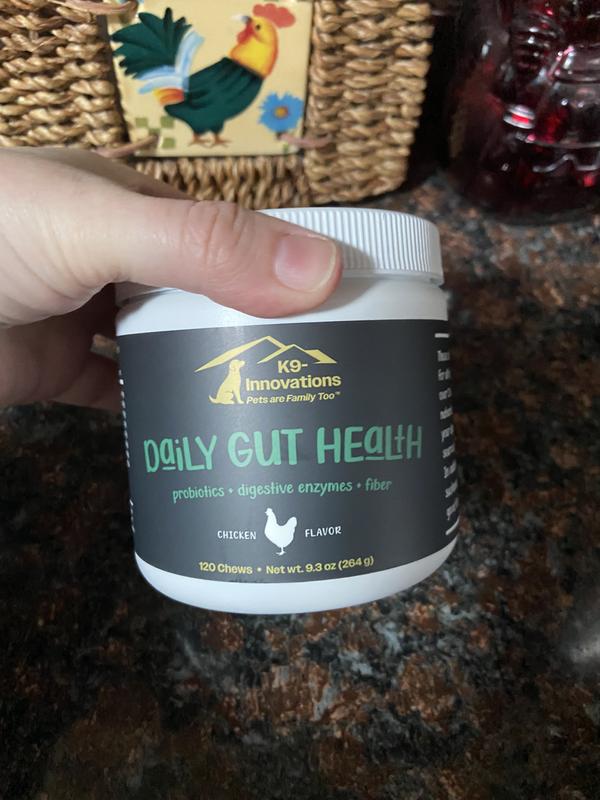 K9-
Innovations
Pets are Family Too™
DaiLY GUT HEaLtH
probiotics + digestive enzymes + fiber
CHICKEN FLAVOR
120 Chews • Net wt. 9.3 oz (264 g)